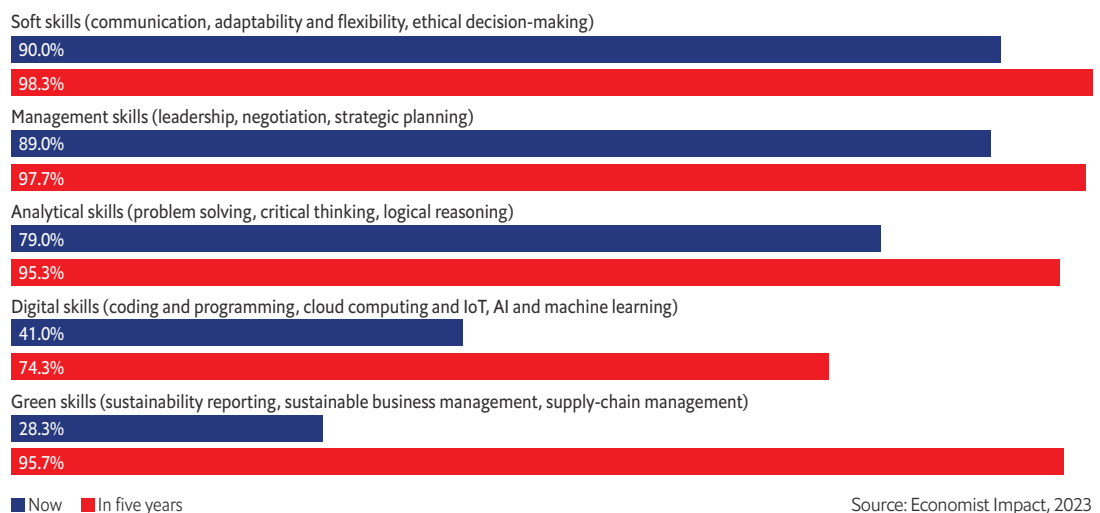 Soft skills (communication, adaptability and flexibility, ethical decision-making)
90.0%
98.3%
Management skills (leadership, negotiation, strategic planning)
89.0%
97.7%
Analytical skills (problem solving, critical thinking, logical reasoning)
79.0%
95.3%
Digital skills (coding and programming, cloud computing and IoT, AI and machine learning)
41.0%
74.3%
Green skills (sustainability reporting, sustainable business management, supply-chain management)
28.3%
95.7%
Now In five years Source: Economist Impact, 2023